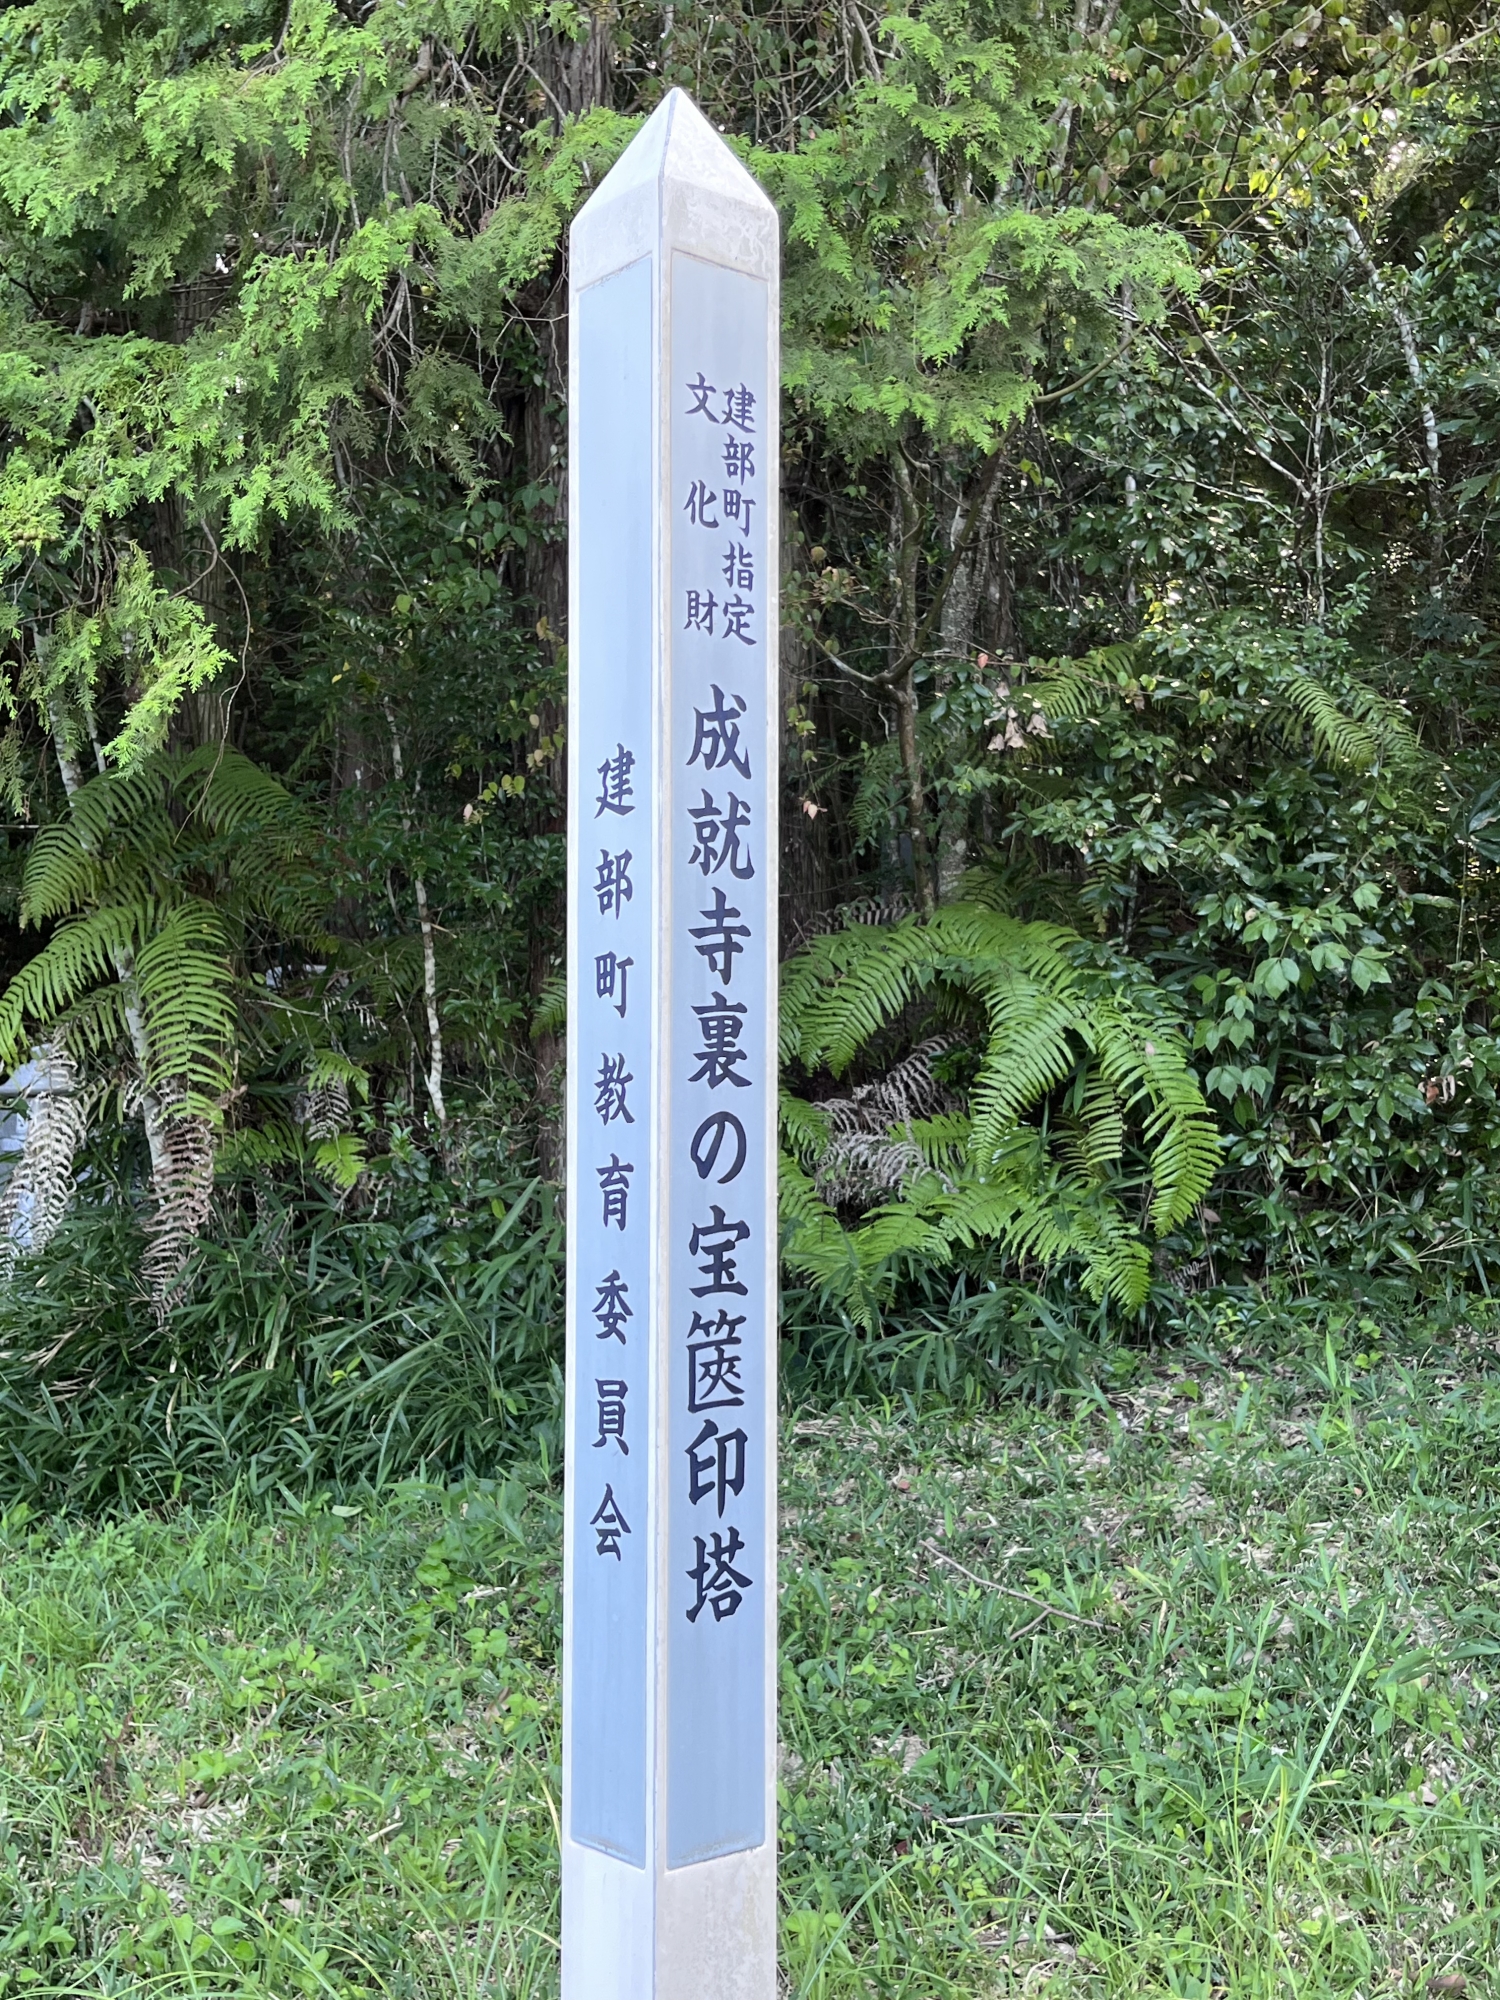 建部町指定
文化財
成就寺裏の宝篋印塔
建部町教育委員会